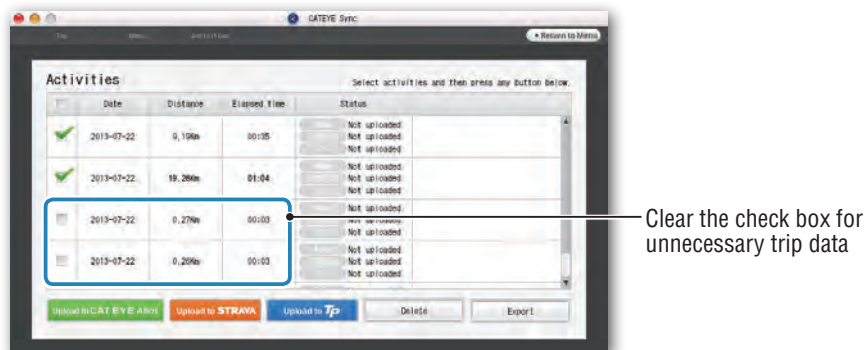 CATEYE Sync
Top Menu Activities
• Return to Menu
Activities
Select activities and then press any button below.
Date Distance Elapsed time Status
2013-07-22 9.19Km 00:35 Not uploaded
Not uploaded
Not uploaded
2013-07-22 19.26Km 01:04 Not uploaded
Not uploaded
Not uploaded
2013-07-22 0.27Km 00:03 Not uploaded
Not uploaded
Not uploaded
2013-07-22 0.26Km 00:03 Not uploaded
Not uploaded
Not uploaded
Upload to CAT EYE Atlas Upload to STRAVA Upload to Tp Delete Export
Clear the check box for
unnecessary trip data